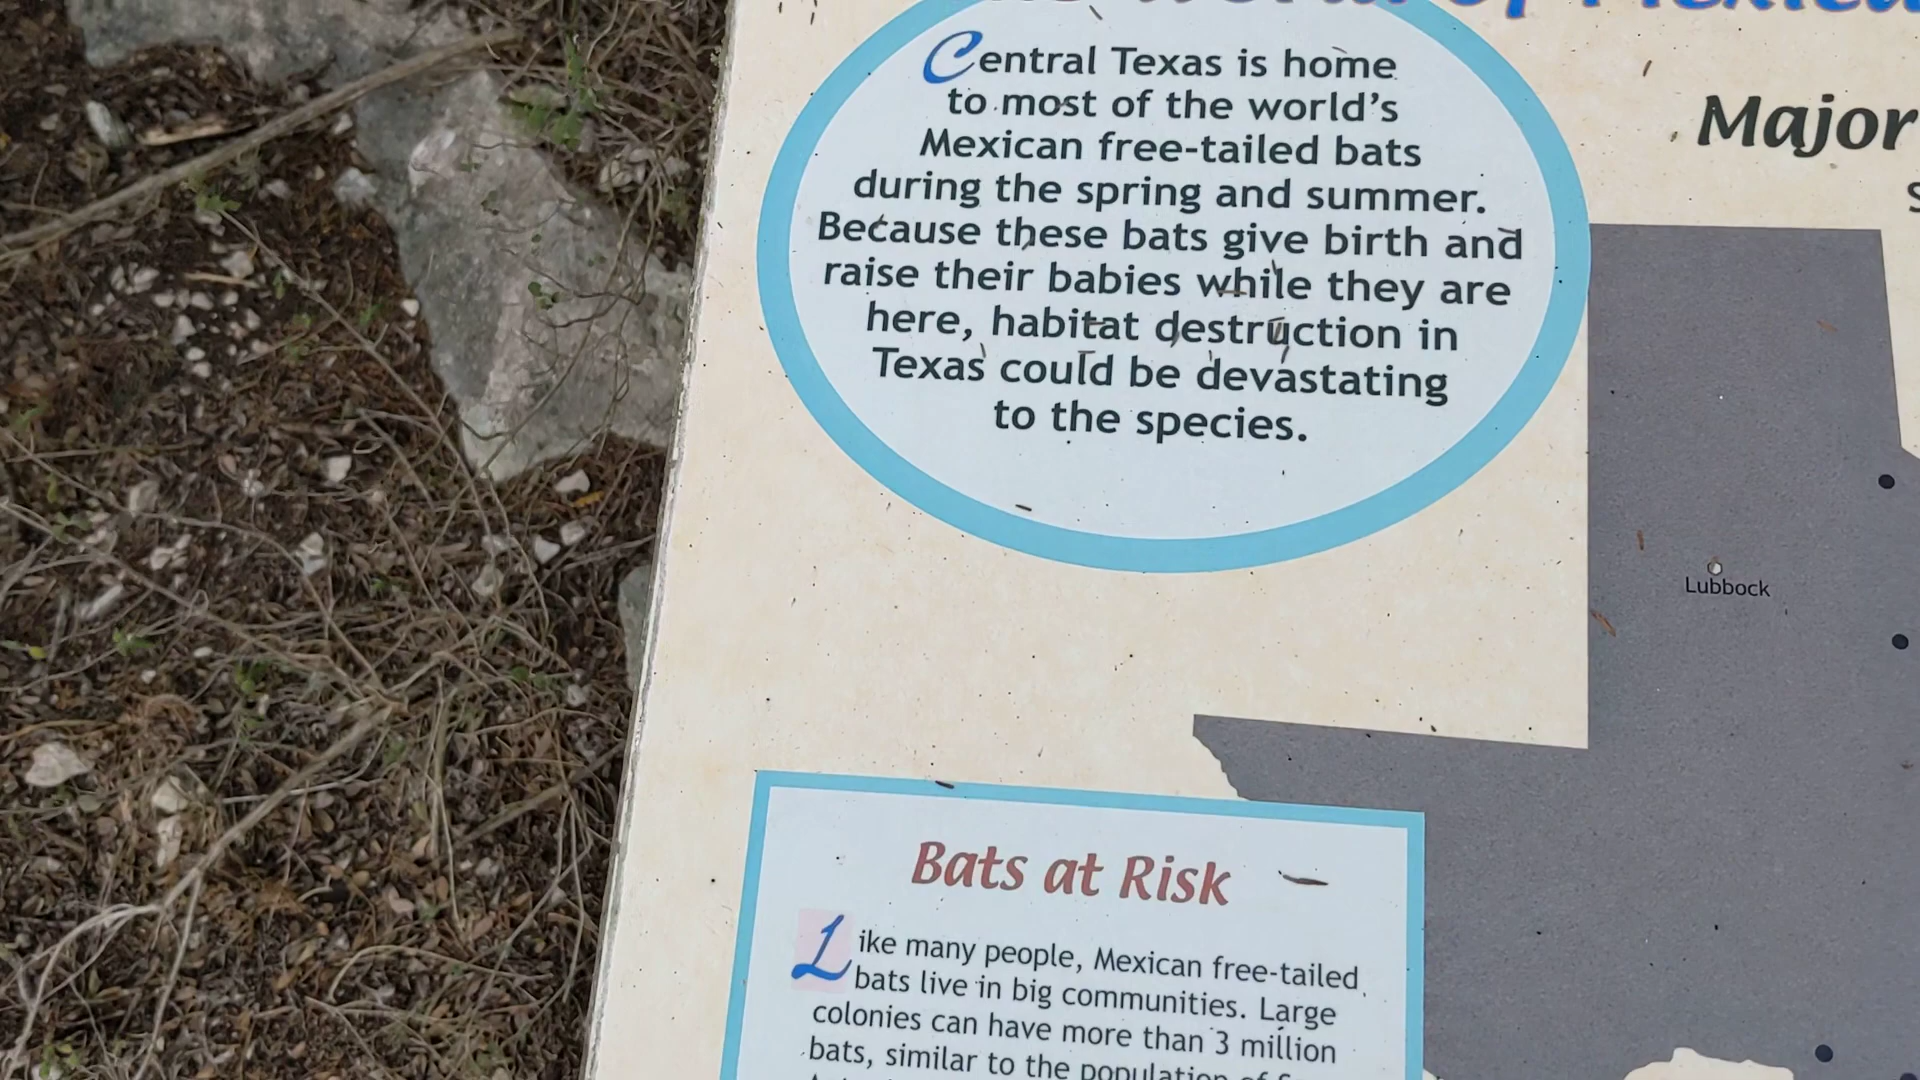 World of Mexica
Central Texas is home
to most of the world's
Mexican free-tailed bats
during the spring and summer.
Because these bats give birth and
raise their babies while they are
here, habitat destruction in
Texas could be devastating
to the species.
Major
Lubbock
Bats at Risk
Like many people, Mexican free-tailed
bats live in big communities. Large
colonies can have more than 3 million
bats, similar to the population of